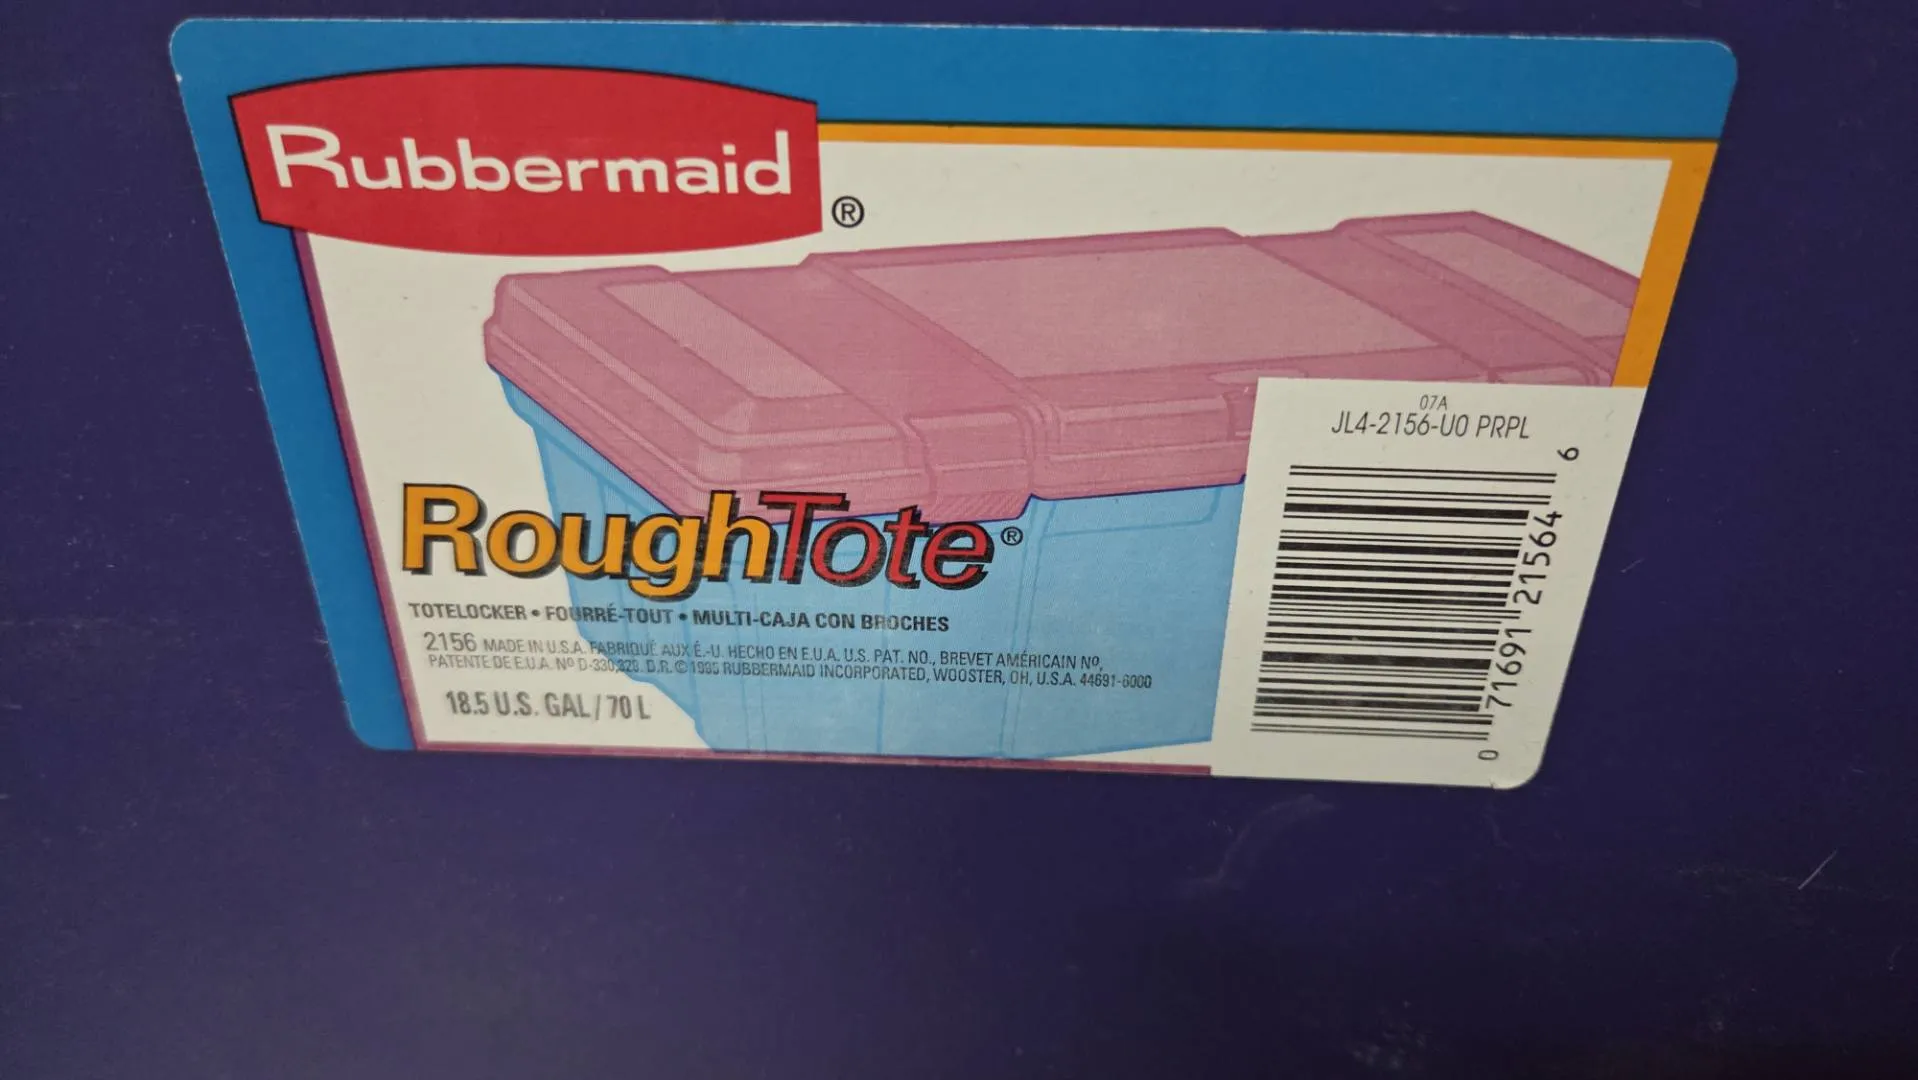 Rubbermaid ®
RoughTote®
TOTELOCKER • FOURRÉ-TOUT • MULTI-CAJA CON BROCHES
2156 MADE IN U.S.A. FABRIQUÉ AUX É.-U. HECHO EN E.U.A. U.S. PAT. NO., BREVET AMÉRICAIN Nº,
PATENTE DE E.U.A. Nº D-330,329. D.R. © 1995 RUBBERMAID INCORPORATED, WOOSTER, OH, U.S.A. 44691-6000
18.5 U.S. GAL / 70 L
07A
JL4-2156-U0 PRPL
0 71691 21564 6